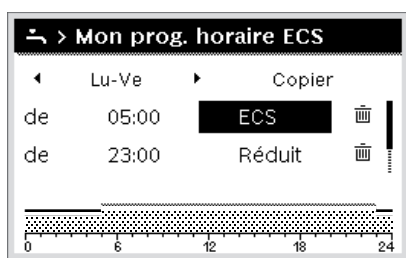 > Mon prog. horaire ECS
Lu-Ve Copier
de 05:00 ECS
de 23:00 Réduit
0 6 12 18 24